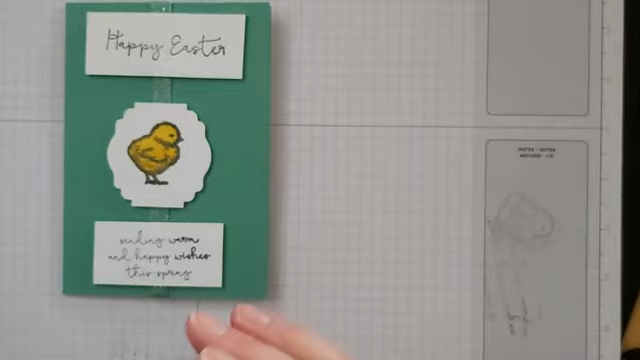 Happy Easter
sending warm
and happy wishes
this spring